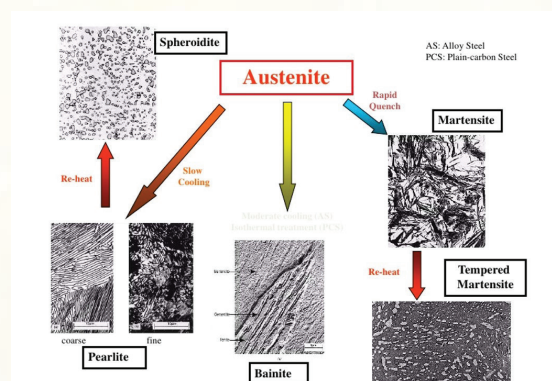 Spheroidite
AS: Alloy Steel
PCS: Plain-carbon Steel
Austenite
Rapid
Quench
Martensite
Re-heat
Slow
Cooling
Moderate cooling (AS)
Isothermal treatment (PCS)
Re-heat
Tempered
Martensite
coarse
fine
Pearlite
Bainite